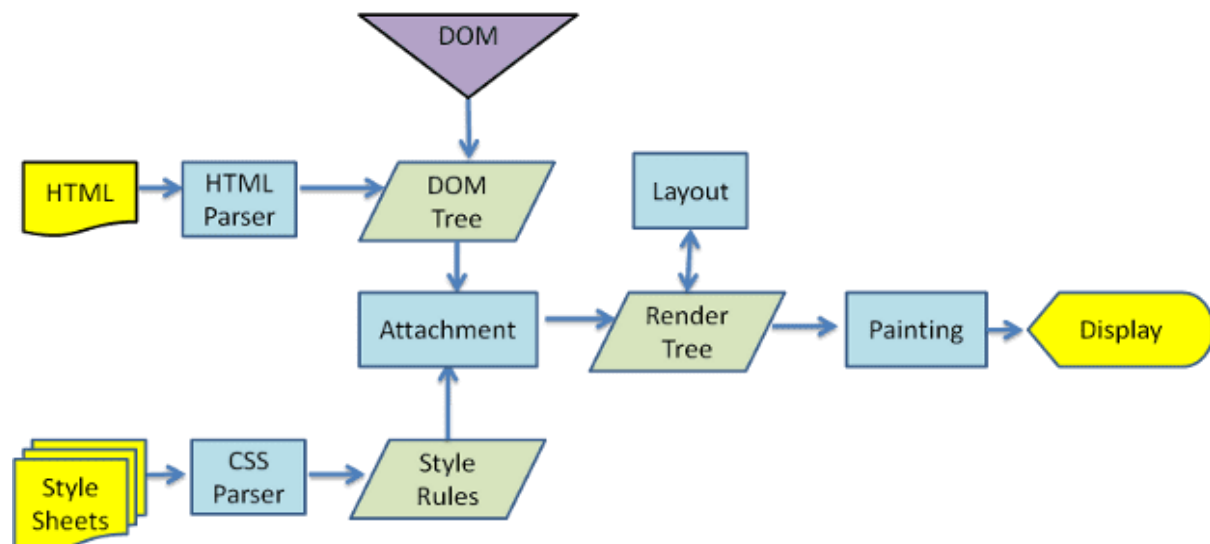 DOM
HTML
HTML
Parser
DOM
Tree
Layout
Attachment
Render
Tree
Painting
Display
Style
Sheets
CSS
Parser
Style
Rules